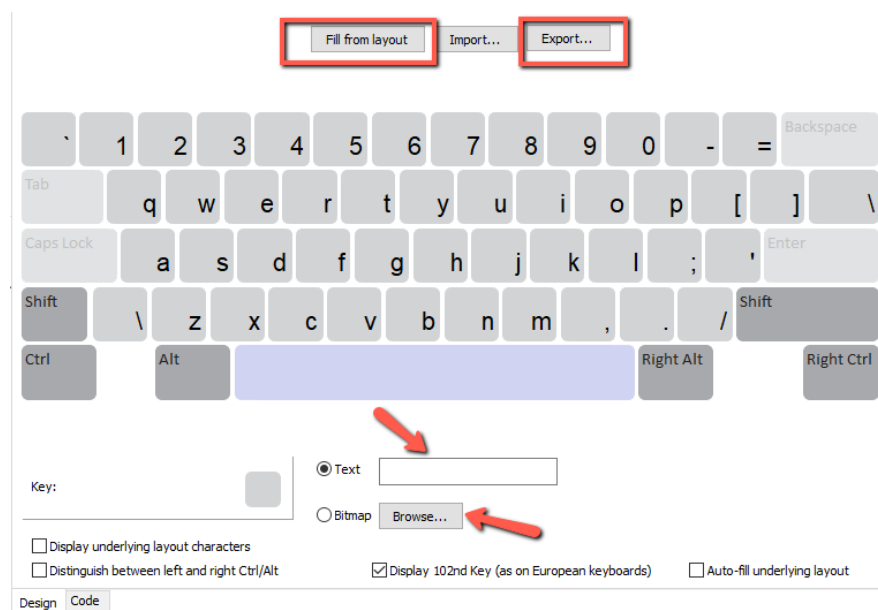 Fill from layout Import... Export...
` 1 2 3 4 5 6 7 8 9 0 - = Backspace
Tab q w e r t y u i o p [ ] \
Caps Lock a s d f g h j k l ; ' Enter
Shift \ z x c v b n m , . / Shift
Ctrl Alt Right Alt Right Ctrl
Text
Key:
Bitmap Browse...
Display underlying layout characters
Distinguish between left and right Ctrl/Alt Display 102nd Key (as on European keyboards) Auto-fill underlying layout
Design Code